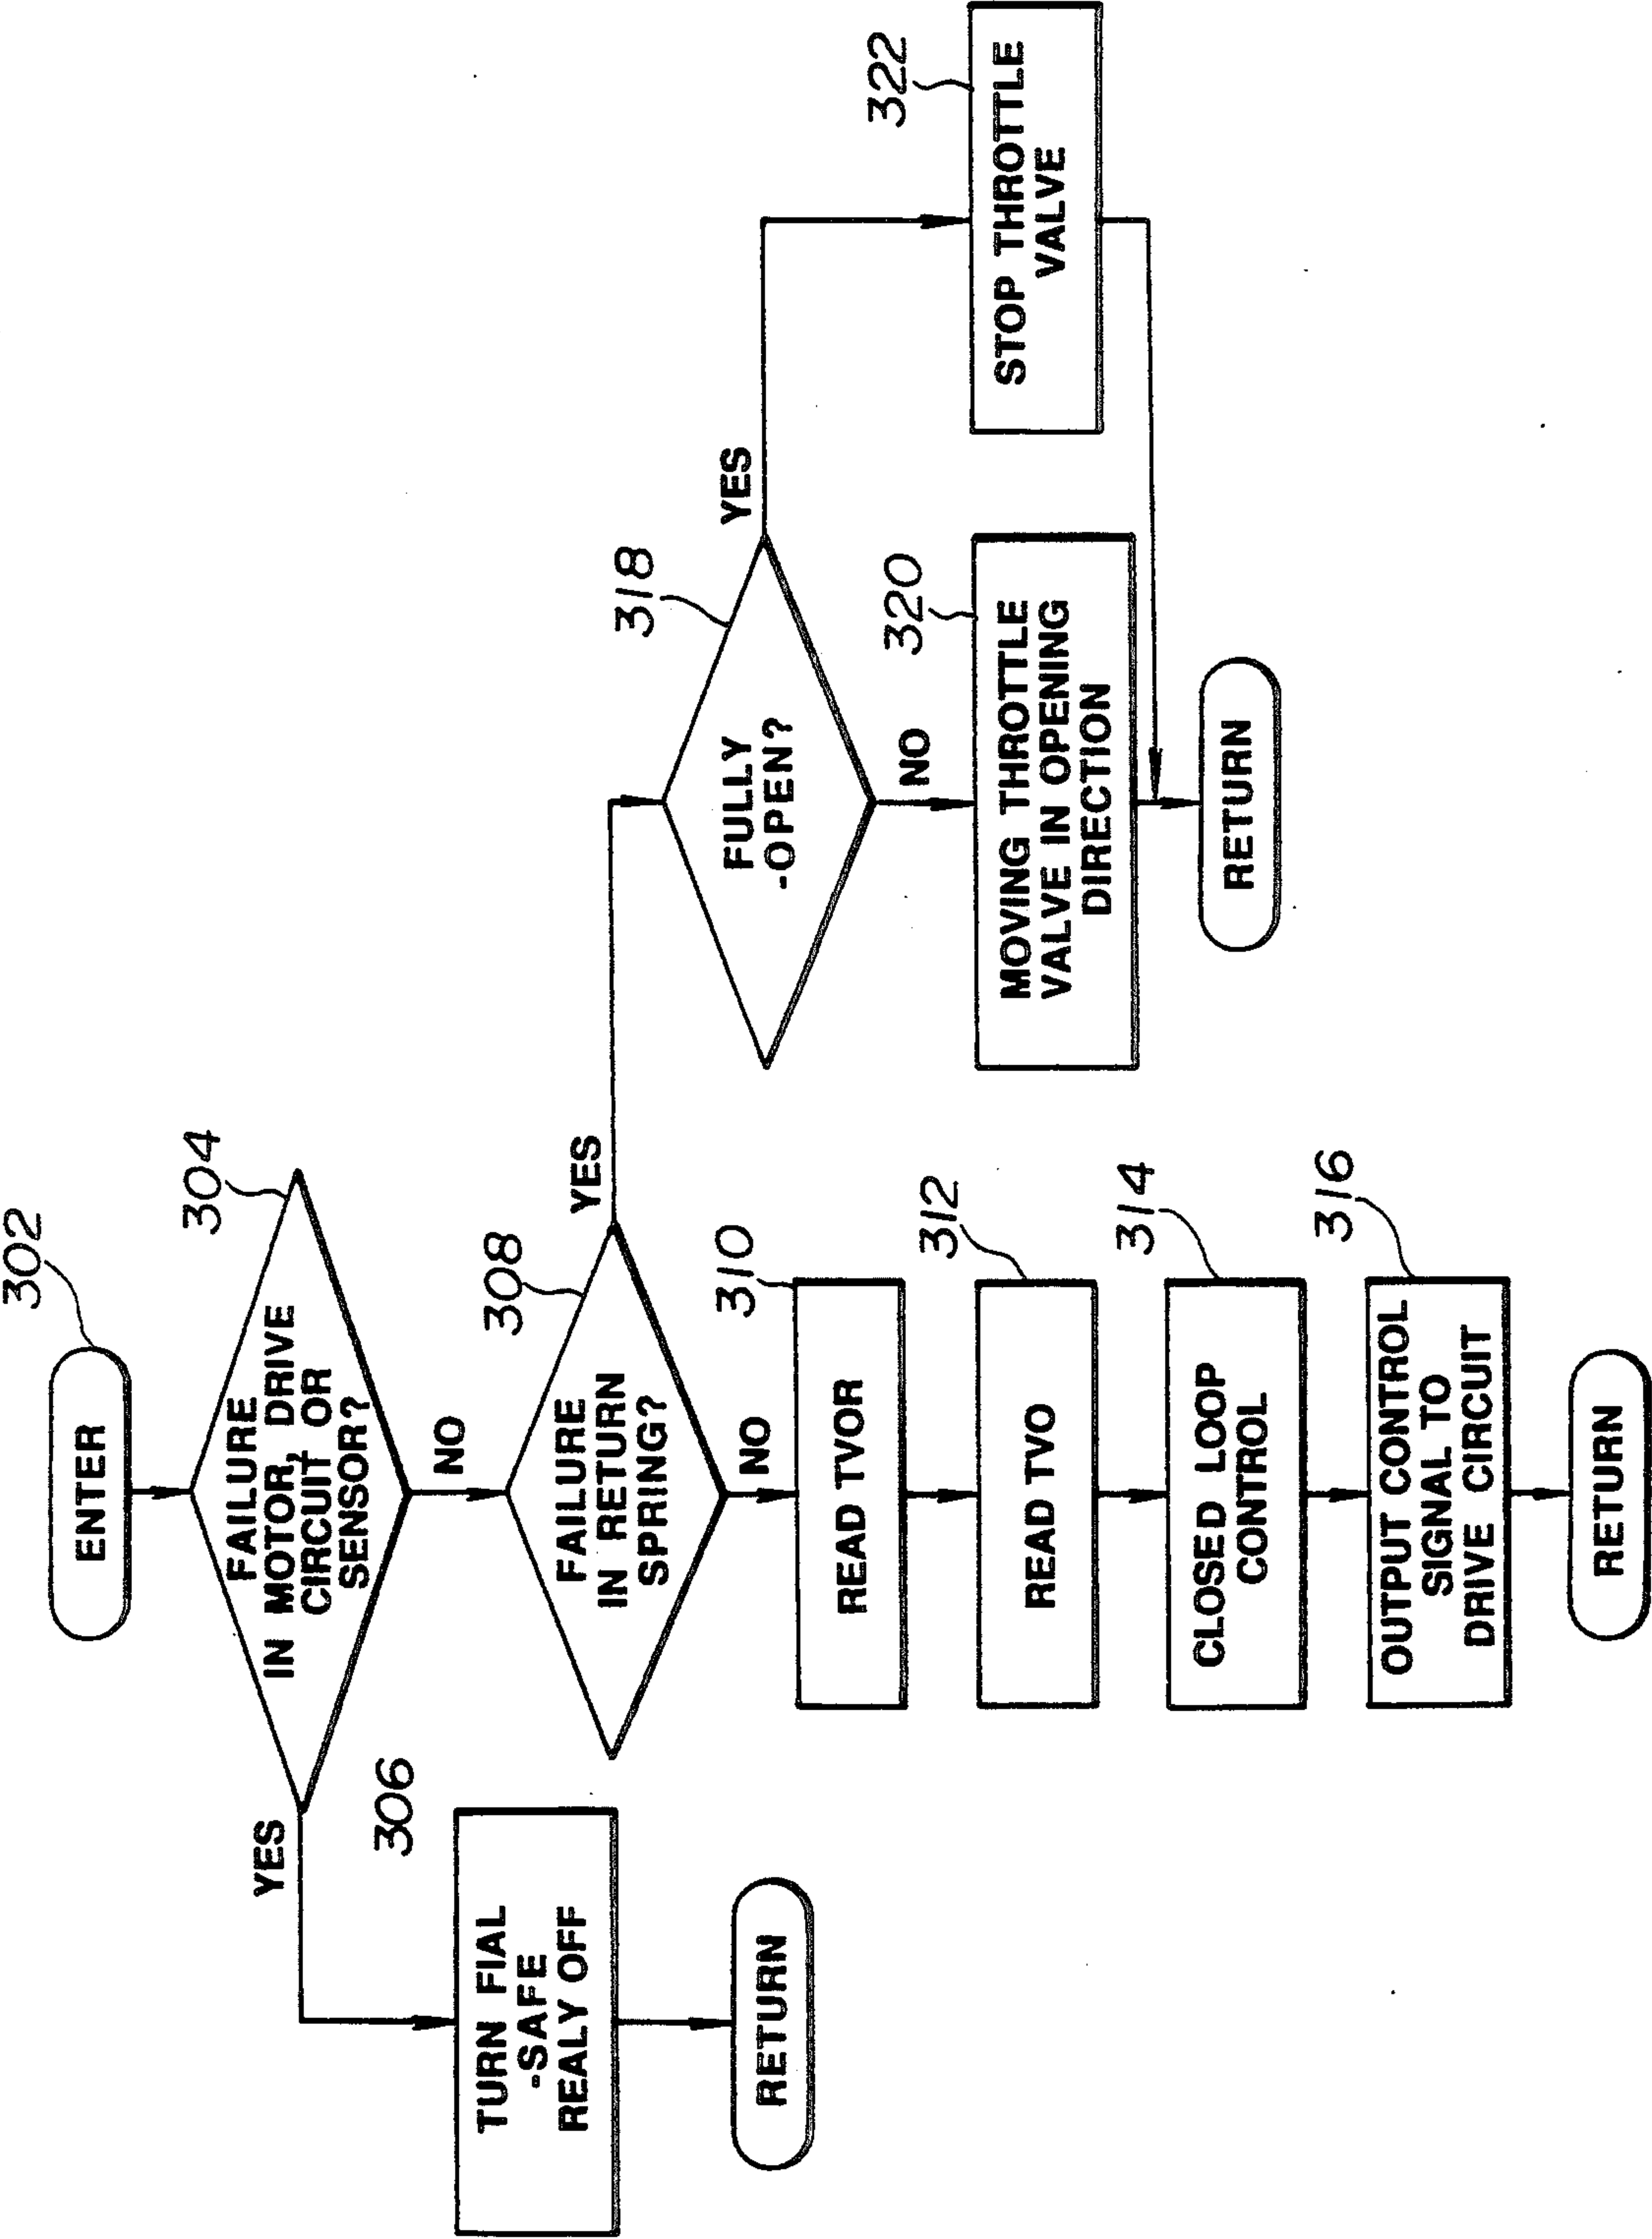 302
ENTER
304
FAILURE
IN MOTOR, DRIVE
CIRCUIT OR
SENSOR?
YES
NO
306
TURN FIAL
-SAFE
REALY OFF
RETURN
308
FAILURE
IN RETURN
SPRING?
YES
NO
310
READ TVOR
312
READ TVO
314
CLOSED LOOP
CONTROL
316
OUTPUT CONTROL
SIGNAL TO
DRIVE CIRCUIT
RETURN
318
FULLY
-OPEN?
YES
NO
320
MOVING THROTTLE
VALVE IN OPENING
DIRECTION
322
STOP THROTTLE
VALVE
RETURN